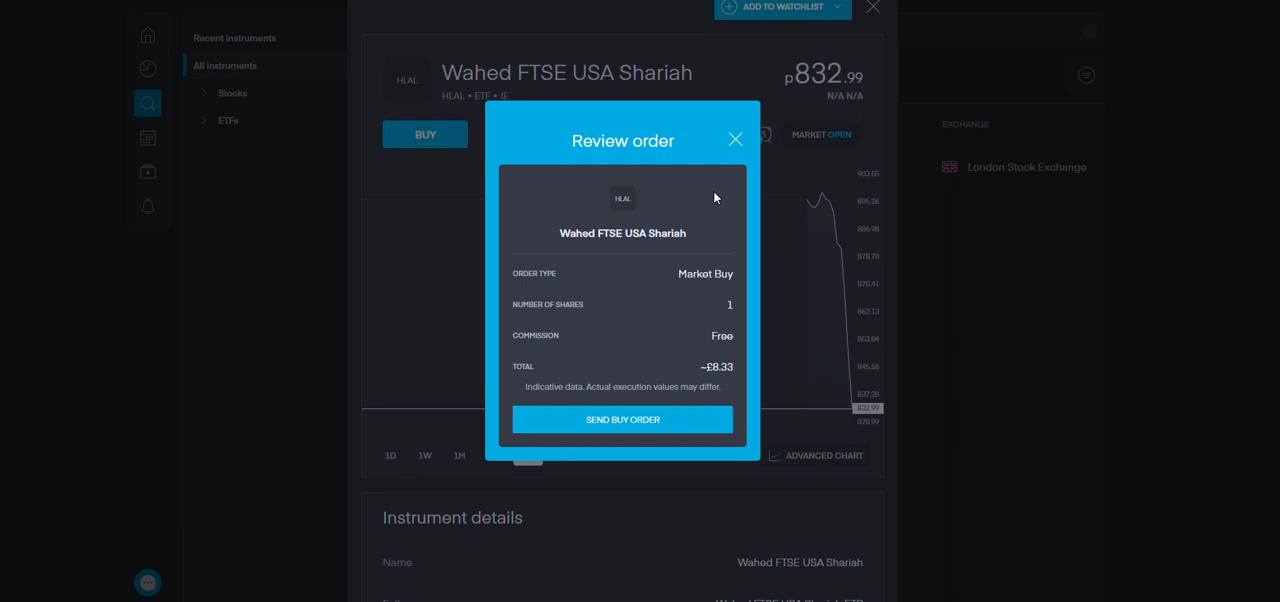 ADD TO WATCHLIST
Recent instruments
All instruments
Stocks
ETFs
HLAL
Wahed FTSE USA Shariah
HLAL • ETF • IE
p832.99
N/A N/A
BUY
MARKET OPEN
EXCHANGE
London Stock Exchange
Review order
HLAL
Wahed FTSE USA Shariah
ORDER TYPE Market Buy
NUMBER OF SHARES 1
COMMISSION Free
TOTAL ~£8.33
Indicative data. Actual execution values may differ.
SEND BUY ORDER
903.55
895.26
886.98
878.70
870.41
862.13
853.84
845.56
837.28
832.99
828.99
1D 1W 1M
ADVANCED CHART
Instrument details
Name Wahed FTSE USA Shariah